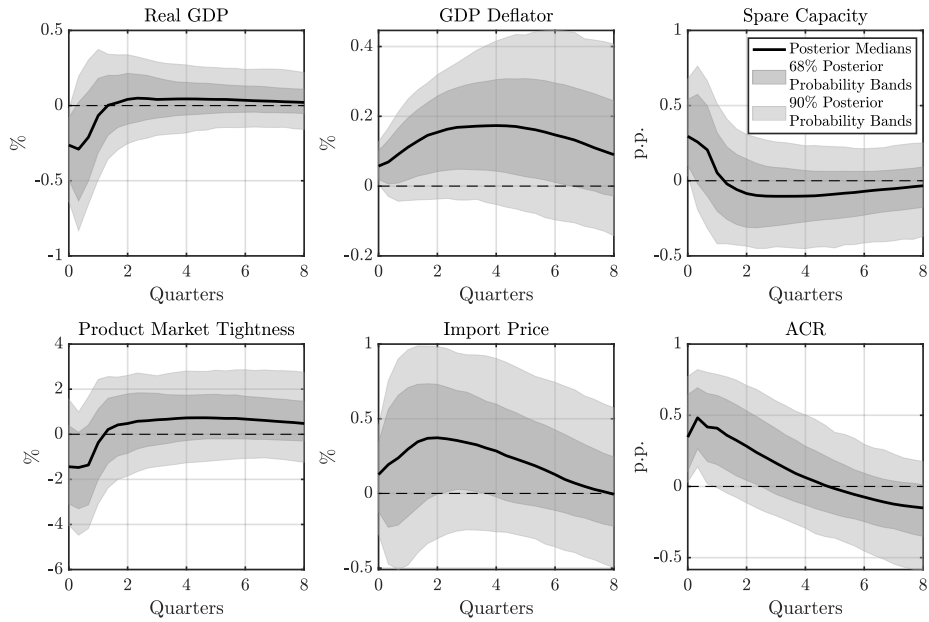 Real GDP
0.5
0
-0.5
-1
%
0 2 4 6 8
Quarters
GDP Deflator
0.4
0.2
0
-0.2
%
0 2 4 6 8
Quarters
Spare Capacity
1
0.5
0
-0.5
p.p.
0 2 4 6 8
Quarters
Posterior Medians
68% Posterior
Probability Bands
90% Posterior
Probability Bands
Product Market Tightness
4
2
0
-2
-4
-6
%
0 2 4 6 8
Quarters
Import Price
1
0.5
0
-0.5
%
0 2 4 6 8
Quarters
ACR
1
0.5
0
-0.5
p.p.
0 2 4 6 8
Quarters